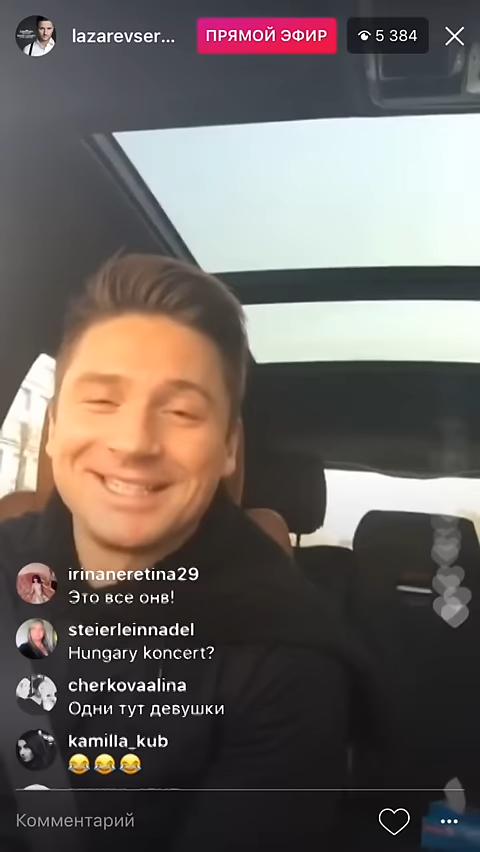 lazarevser...
ПРЯМОЙ ЭФИР
5 384
irinaneretina29
Это все онв!
steierleinnadel
Hungary koncert?
cherkovaalina
Одни тут девушки
kamilla_kub
😂😂😂
Комментарий